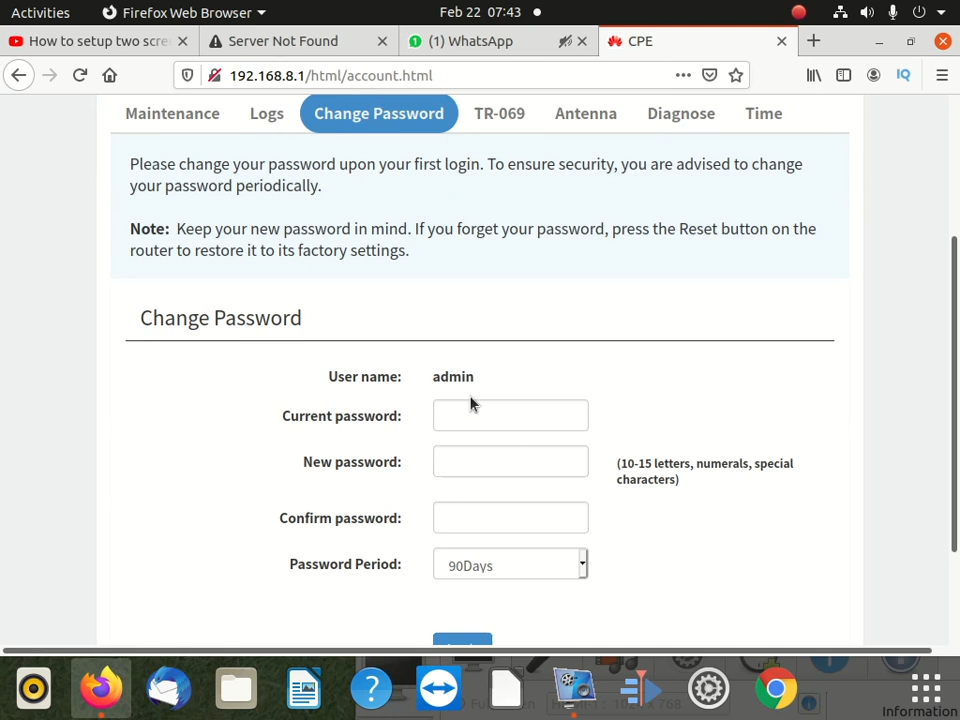 Activities
Firefox Web Browser
Feb 22 07:43
How to setup two scre
Server Not Found
(1) WhatsApp
CPE
192.168.8.1/html/account.html
IQ
Maintenance
Logs
Change Password
TR-069
Antenna
Diagnose
Time
Please change your password upon your first login. To ensure security, you are advised to change
your password periodically.
Note: Keep your new password in mind. If you forget your password, press the Reset button on the
router to restore it to its factory settings.
Change Password
User name:
admin
Current password:
New password:
(10-15 letters, numerals, special
characters)
Confirm password:
Password Period:
90Days
Information